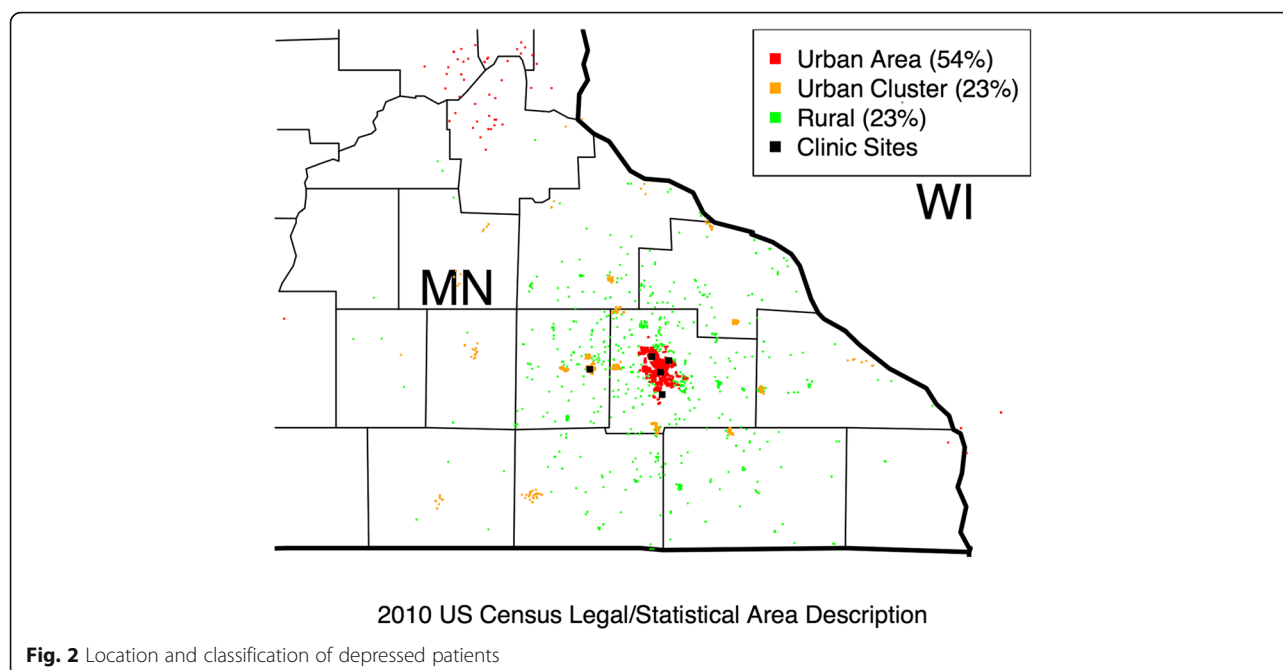 Urban Area (54%)
Urban Cluster (23%)
Rural (23%)
Clinic Sites
WI
MN
2010 US Census Legal/Statistical Area Description
Fig. 2 Location and classification of depressed patients